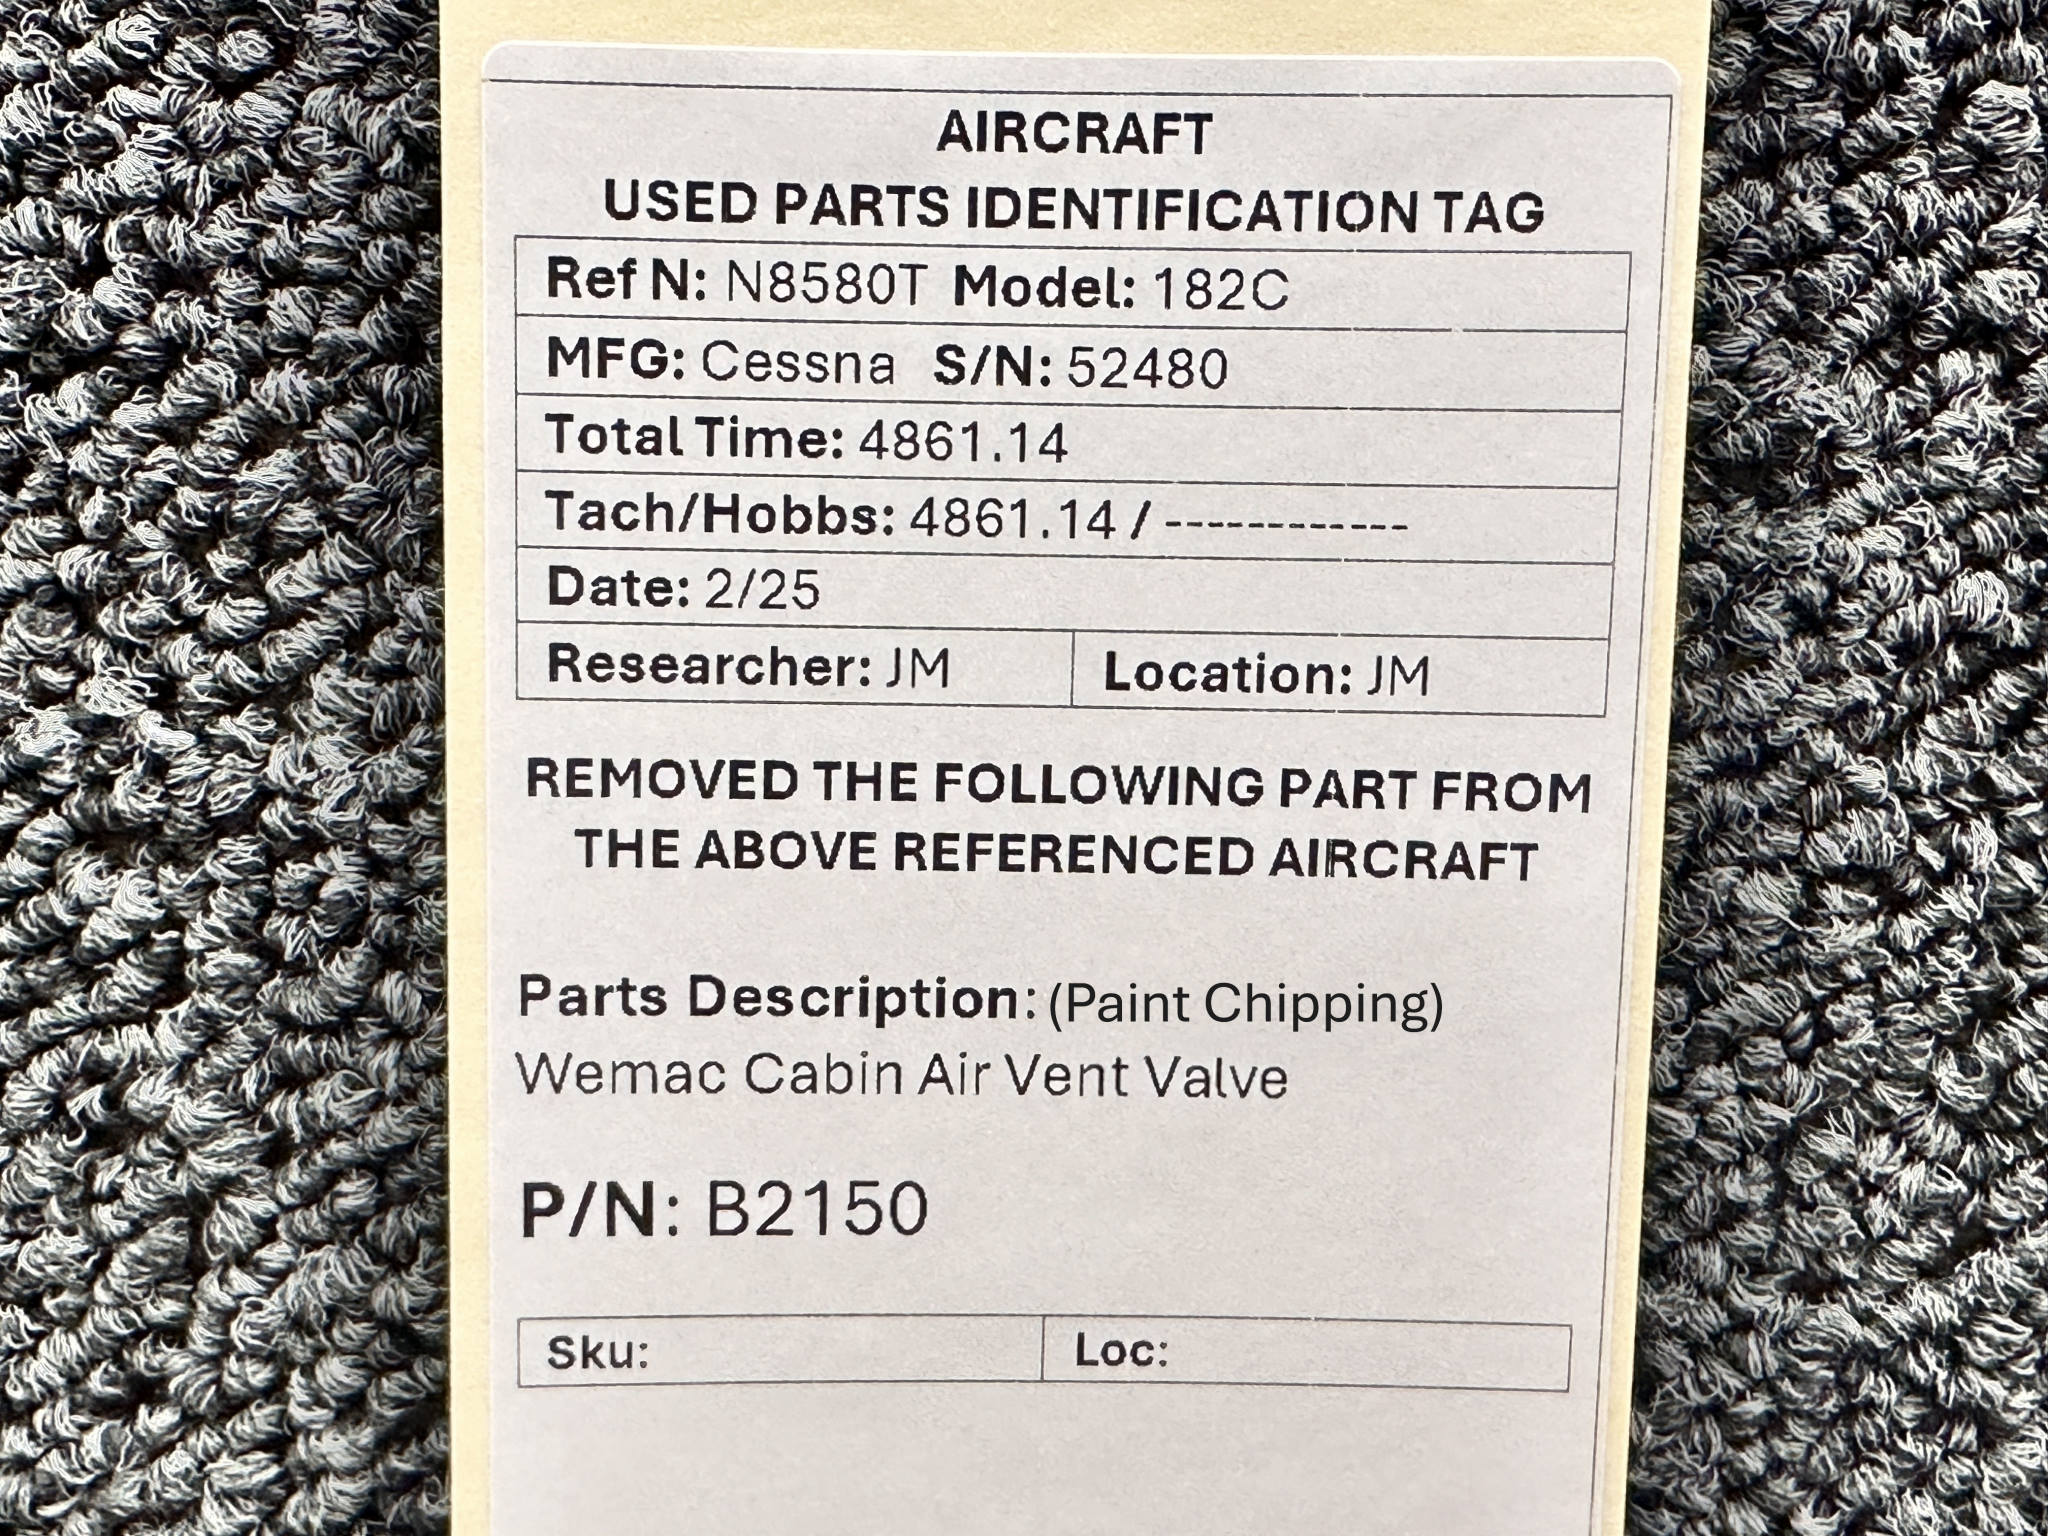 AIRCRAFT
USED PARTS IDENTIFICATION TAG
Ref N: N8580T Model: 182C
MFG: Cessna S/N: 52480
Total Time: 4861.14
Tach/Hobbs: 4861.14 / ------------
Date: 2/25
Researcher: JM Location: JM
REMOVED THE FOLLOWING PART FROM
THE ABOVE REFERENCED AIRCRAFT
Parts Description: (Paint Chipping)
Wemac Cabin Air Vent Valve
P/N: B2150
Sku: Loc: